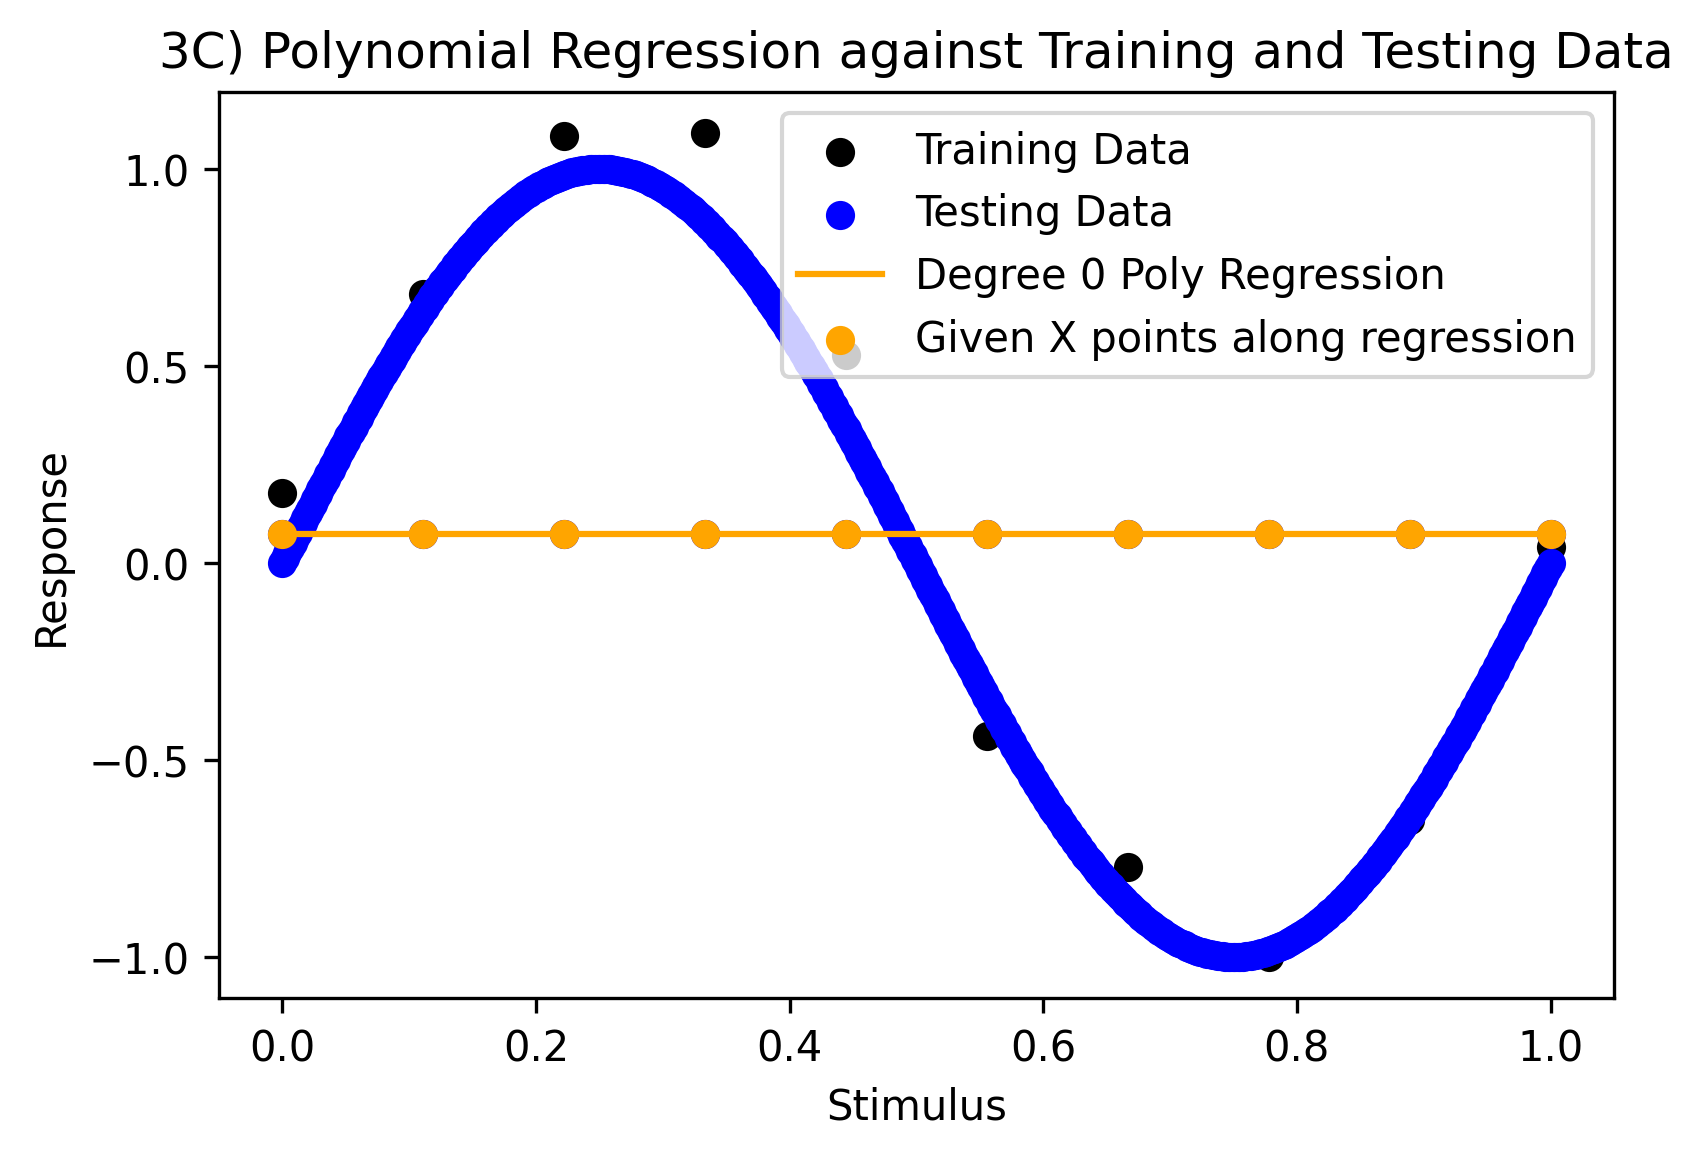 3C) Polynomial Regression against Training and Testing Data
Training Data
Testing Data
Degree 0 Poly Regression
Given X points along regression
1.0
0.5
0.0
−0.5
−1.0
Response
0.0 0.2 0.4 0.6 0.8 1.0
Stimulus